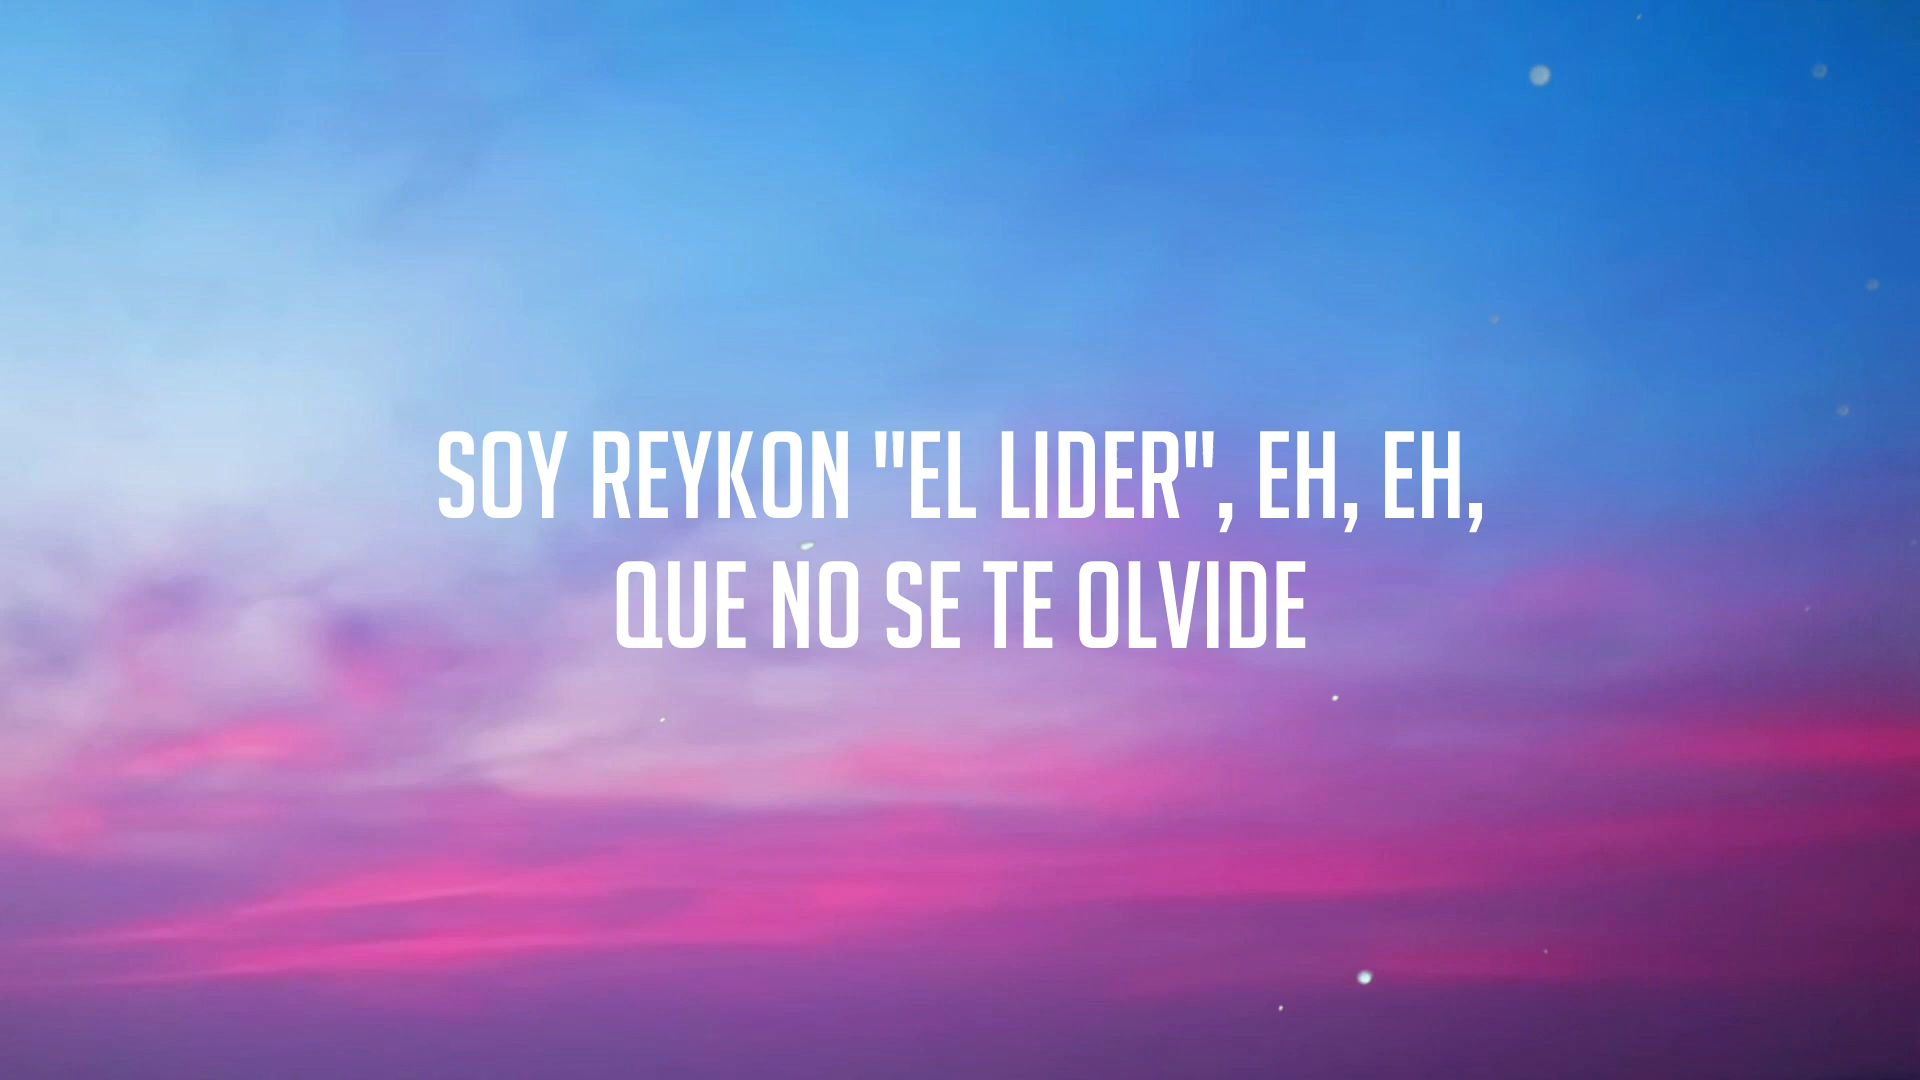 SOY REYKON "EL LIDER", EH, EH,
QUE NO SE TE OLVIDE